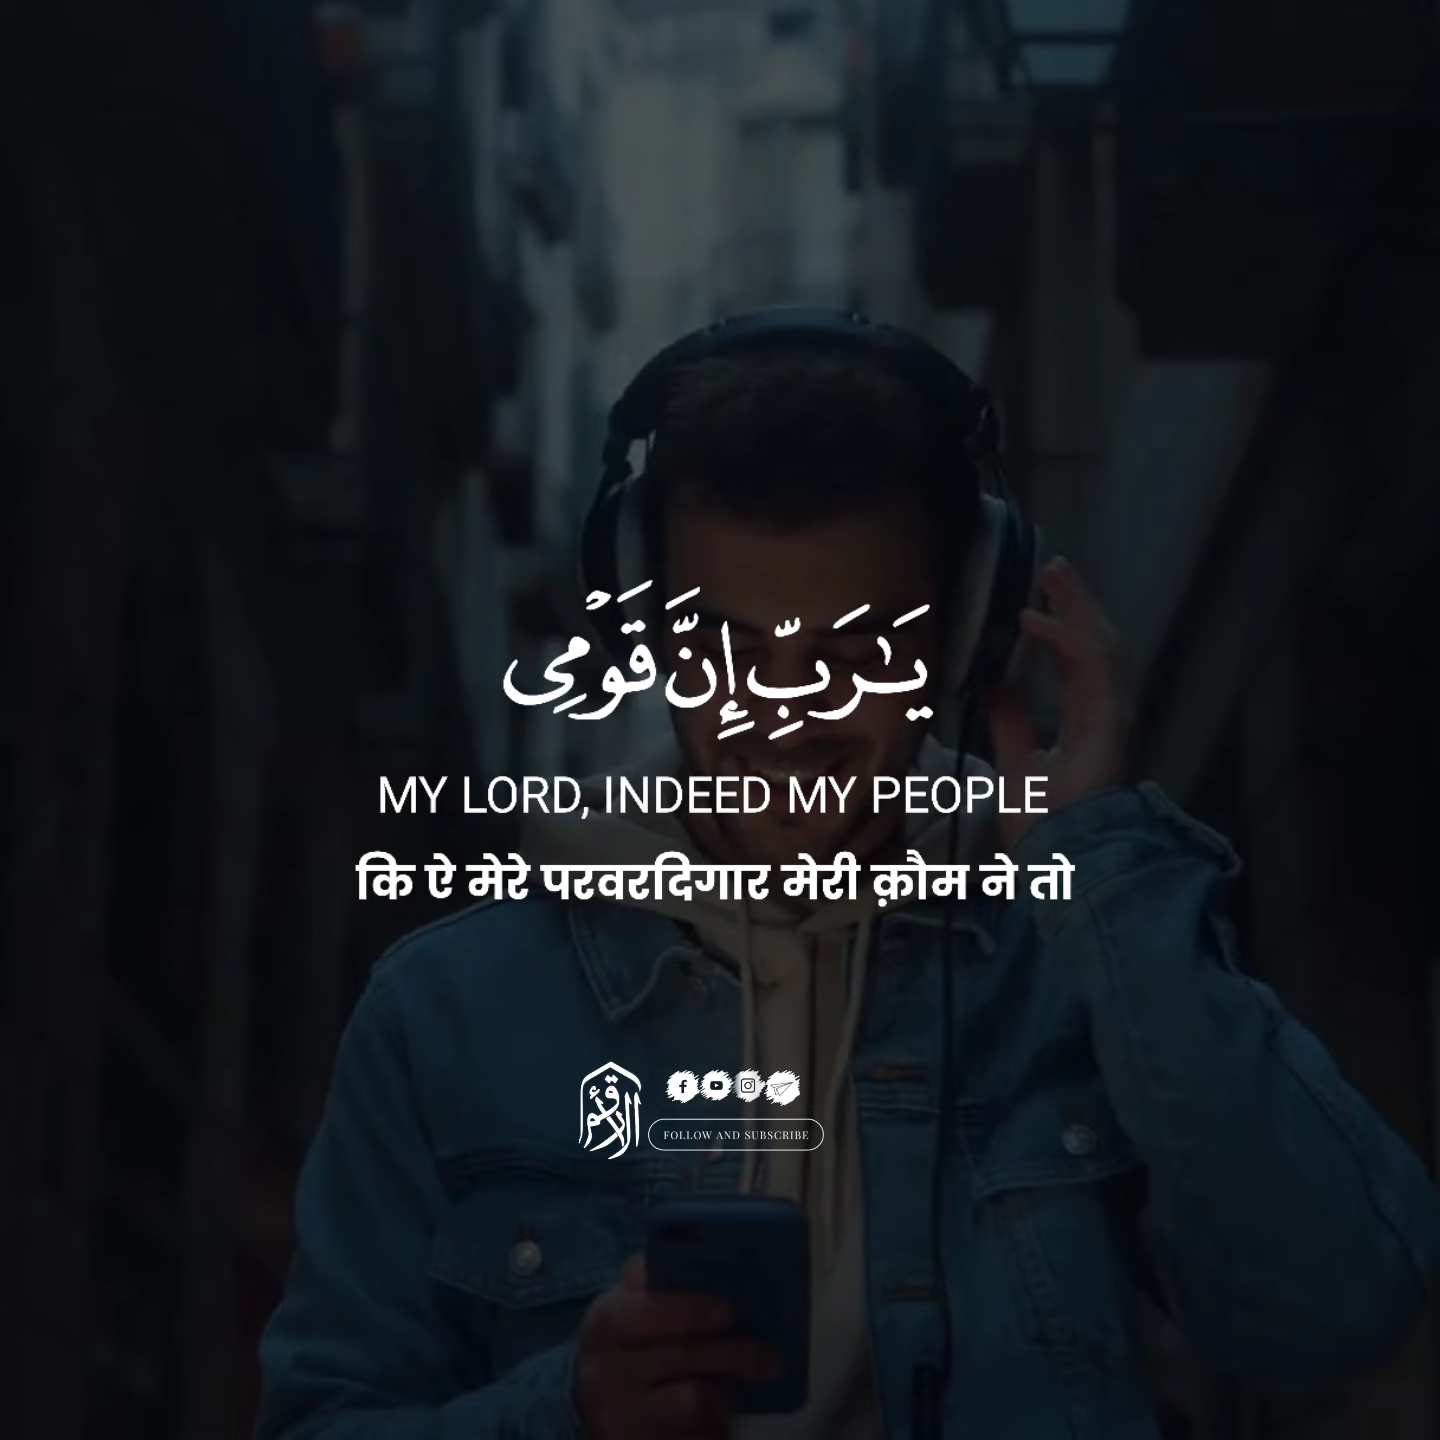 يَٰرَبِّ إِنَّ قَوْمِى
MY LORD, INDEED MY PEOPLE
कि ऐ मेरे परवरदिगार मेरी क़ौम ने तो
FOLLOW AND SUBSCRIBE